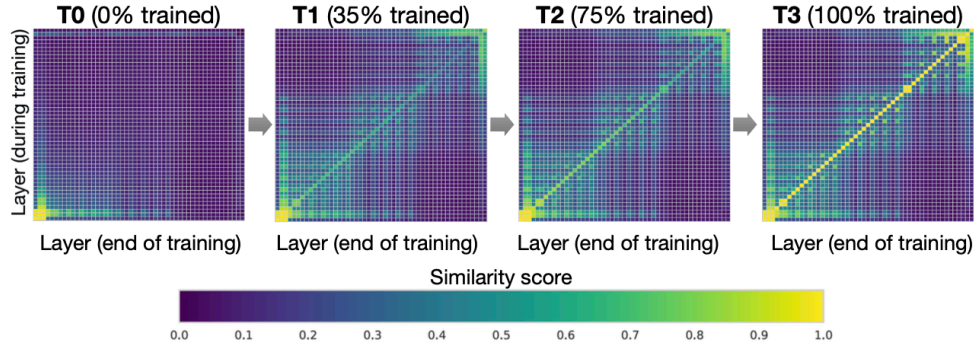 T0 (0% trained)
T1 (35% trained)
T2 (75% trained)
T3 (100% trained)
Layer (during training)
Layer (end of training)
Layer (end of training)
Layer (end of training)
Layer (end of training)
Similarity score
0.0 0.1 0.2 0.3 0.4 0.5 0.6 0.7 0.8 0.9 1.0